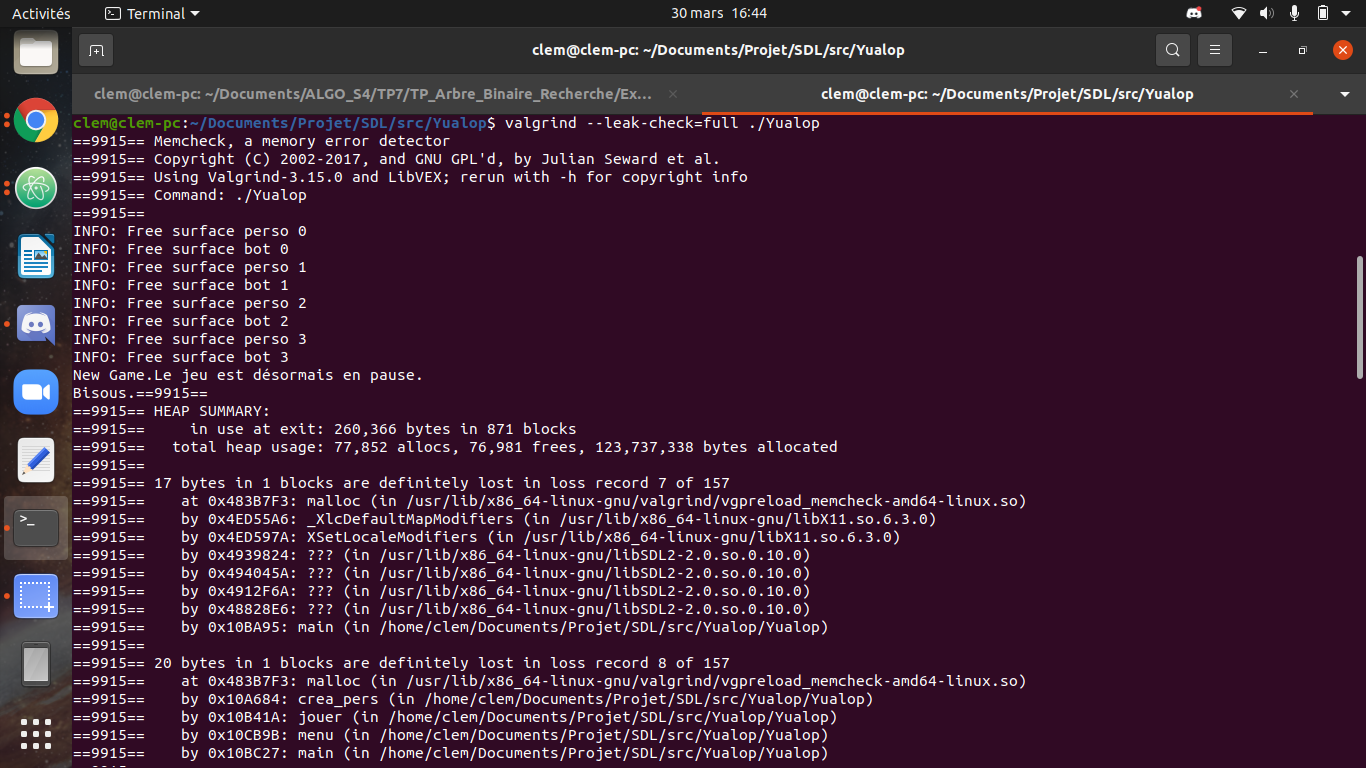 Activités
Terminal
30 mars 16:44
clem@clem-pc: ~/Documents/Projet/SDL/src/Yualop
clem@clem-pc: ~/Documents/ALGO_S4/TP7/TP_Arbre_Binaire_Recherche/Ex...
clem@clem-pc: ~/Documents/Projet/SDL/src/Yualop
clem@clem-pc:~/Documents/Projet/SDL/src/Yualop$ valgrind --leak-check=full ./Yualop
==9915== Memcheck, a memory error detector
==9915== Copyright (C) 2002-2017, and GNU GPL'd, by Julian Seward et al.
==9915== Using Valgrind-3.15.0 and LibVEX; rerun with -h for copyright info
==9915== Command: ./Yualop
==9915==
INFO: Free surface perso 0
INFO: Free surface bot 0
INFO: Free surface perso 1
INFO: Free surface bot 1
INFO: Free surface perso 2
INFO: Free surface bot 2
INFO: Free surface perso 3
INFO: Free surface bot 3
New Game.Le jeu est désormais en pause.
Bisous.==9915==
==9915== HEAP SUMMARY:
==9915==     in use at exit: 260,366 bytes in 871 blocks
==9915==   total heap usage: 77,852 allocs, 76,981 frees, 123,737,338 bytes allocated
==9915==
==9915== 17 bytes in 1 blocks are definitely lost in loss record 7 of 157
==9915==    at 0x483B7F3: malloc (in /usr/lib/x86_64-linux-gnu/valgrind/vgpreload_memcheck-amd64-linux.so)
==9915==    by 0x4ED55A6: _XlcDefaultMapModifiers (in /usr/lib/x86_64-linux-gnu/libX11.so.6.3.0)
==9915==    by 0x4ED597A: XSetLocaleModifiers (in /usr/lib/x86_64-linux-gnu/libX11.so.6.3.0)
==9915==    by 0x4939824: ??? (in /usr/lib/x86_64-linux-gnu/libSDL2-2.0.so.0.10.0)
==9915==    by 0x494045A: ??? (in /usr/lib/x86_64-linux-gnu/libSDL2-2.0.so.0.10.0)
==9915==    by 0x4912F6A: ??? (in /usr/lib/x86_64-linux-gnu/libSDL2-2.0.so.0.10.0)
==9915==    by 0x48828E6: ??? (in /usr/lib/x86_64-linux-gnu/libSDL2-2.0.so.0.10.0)
==9915==    by 0x10BA95: main (in /home/clem/Documents/Projet/SDL/src/Yualop/Yualop)
==9915==
==9915== 20 bytes in 1 blocks are definitely lost in loss record 8 of 157
==9915==    at 0x483B7F3: malloc (in /usr/lib/x86_64-linux-gnu/valgrind/vgpreload_memcheck-amd64-linux.so)
==9915==    by 0x10A684: crea_pers (in /home/clem/Documents/Projet/SDL/src/Yualop/Yualop)
==9915==    by 0x10B41A: jouer (in /home/clem/Documents/Projet/SDL/src/Yualop/Yualop)
==9915==    by 0x10CB9B: menu (in /home/clem/Documents/Projet/SDL/src/Yualop/Yualop)
==9915==    by 0x10BC27: main (in /home/clem/Documents/Projet/SDL/src/Yualop/Yualop)